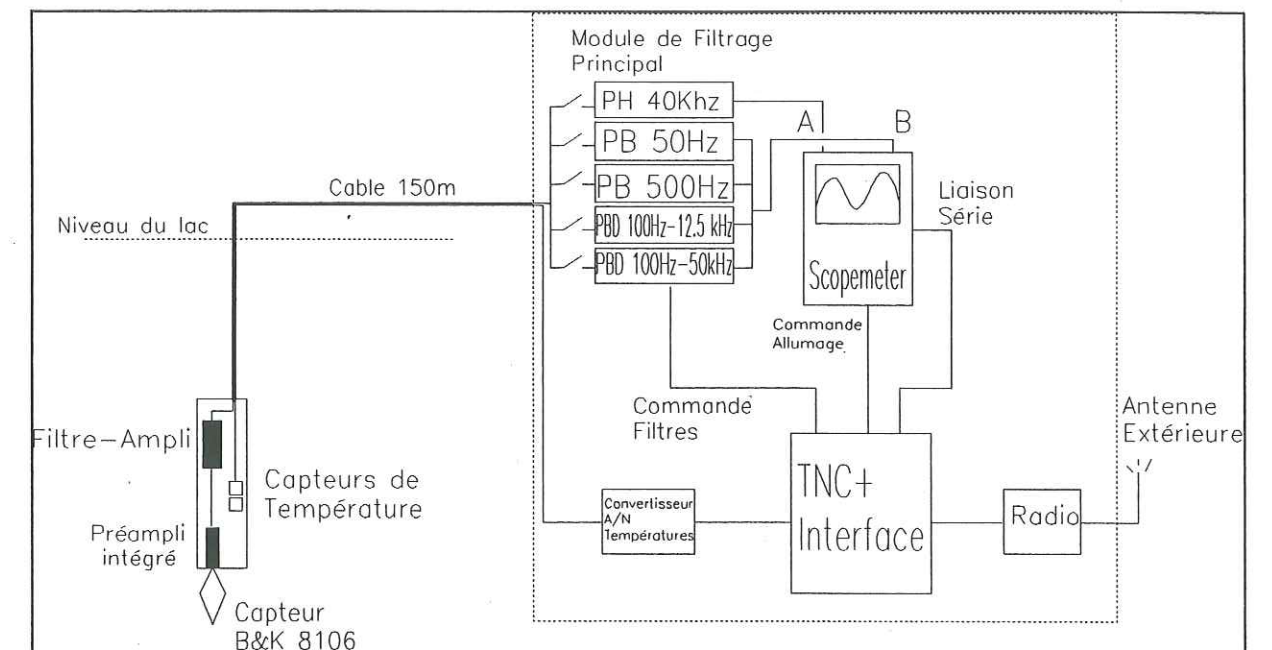 Module de Filtrage
Principal
PH 40Khz
A
B
PB 50Hz
PB 500Hz
Cable 150m
Liaison
Série
Niveau du lac
PBD 100Hz-12.5 kHz
PBD 100Hz-50kHz
Scopemeter
Commande
Allumage
Commande
Filtres
Antenne
Extérieure
Filtre-Ampli
Capteurs de
Température
TNC+
Interface
Convertisseur
A/N
Températures
Radio
Préampli
intégré
Capteur
B&K 8106